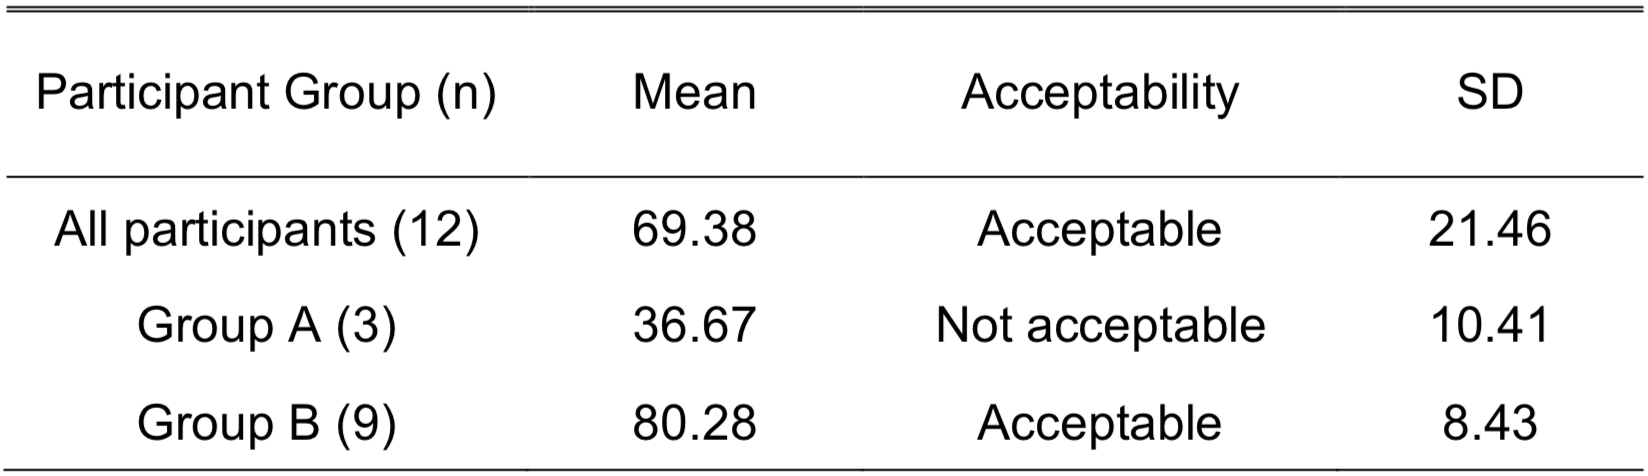 Participant Group (n) Mean Acceptability SD
All participants (12) 69.38 Acceptable 21.46
Group A (3) 36.67 Not acceptable 10.41
Group B (9) 80.28 Acceptable 8.43